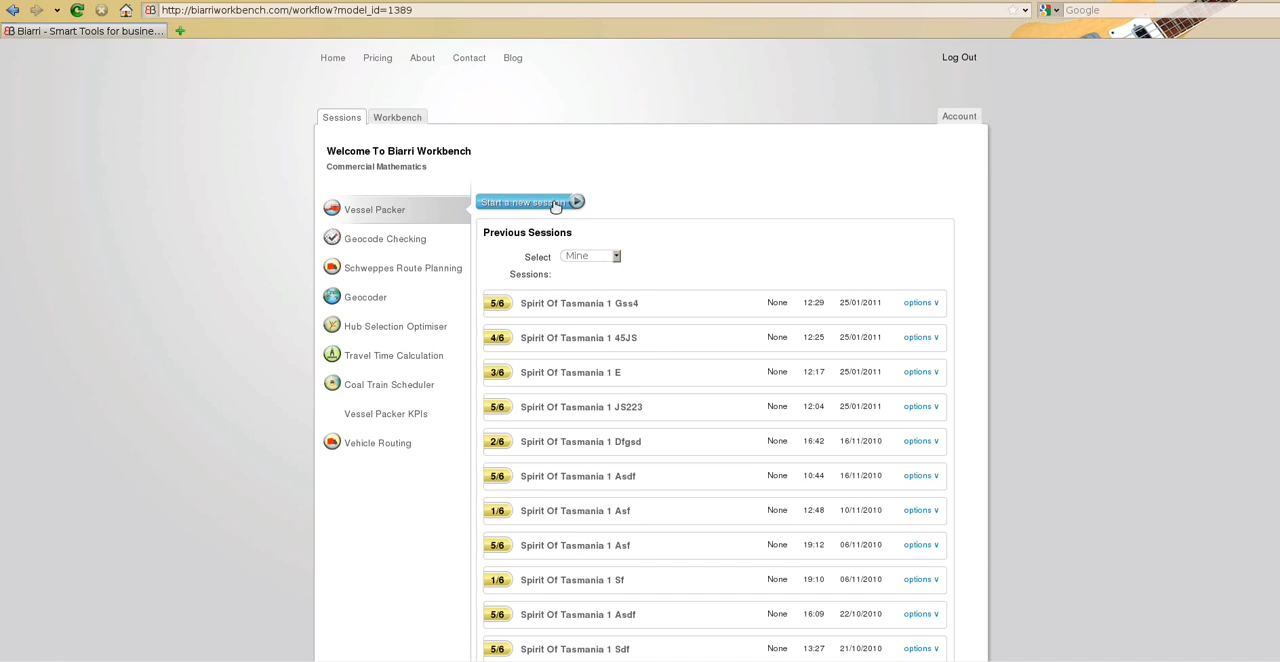 http://biarriworkbench.com/workflow?model_id=1389
Google
Biarri - Smart Tools for busine...
Home Pricing About Contact Blog Log Out
Sessions Workbench Account
Welcome To Biarri Workbench
Commercial Mathematics
Vessel Packer
Geocode Checking
Schweppes Route Planning
Geocoder
Hub Selection Optimiser
Travel Time Calculation
Coal Train Scheduler
Vessel Packer KPIs
Vehicle Routing
Start a new session
Previous Sessions
Select Mine
Sessions:
5/6 Spirit Of Tasmania 1 Gss4 None 12:29 25/01/2011 options v
4/6 Spirit Of Tasmania 1 45JS None 12:25 25/01/2011 options v
3/6 Spirit Of Tasmania 1 E None 12:17 25/01/2011 options v
5/6 Spirit Of Tasmania 1 JS223 None 12:04 25/01/2011 options v
2/6 Spirit Of Tasmania 1 Dfgsd None 16:42 16/11/2010 options v
5/6 Spirit Of Tasmania 1 Asdf None 10:44 16/11/2010 options v
1/6 Spirit Of Tasmania 1 Asf None 12:48 10/11/2010 options v
5/6 Spirit Of Tasmania 1 Asf None 19:12 06/11/2010 options v
1/6 Spirit Of Tasmania 1 Sf None 19:10 06/11/2010 options v
5/6 Spirit Of Tasmania 1 Asdf None 16:09 22/10/2010 options v
5/6 Spirit Of Tasmania 1 Sdf None 13:27 21/10/2010 options v